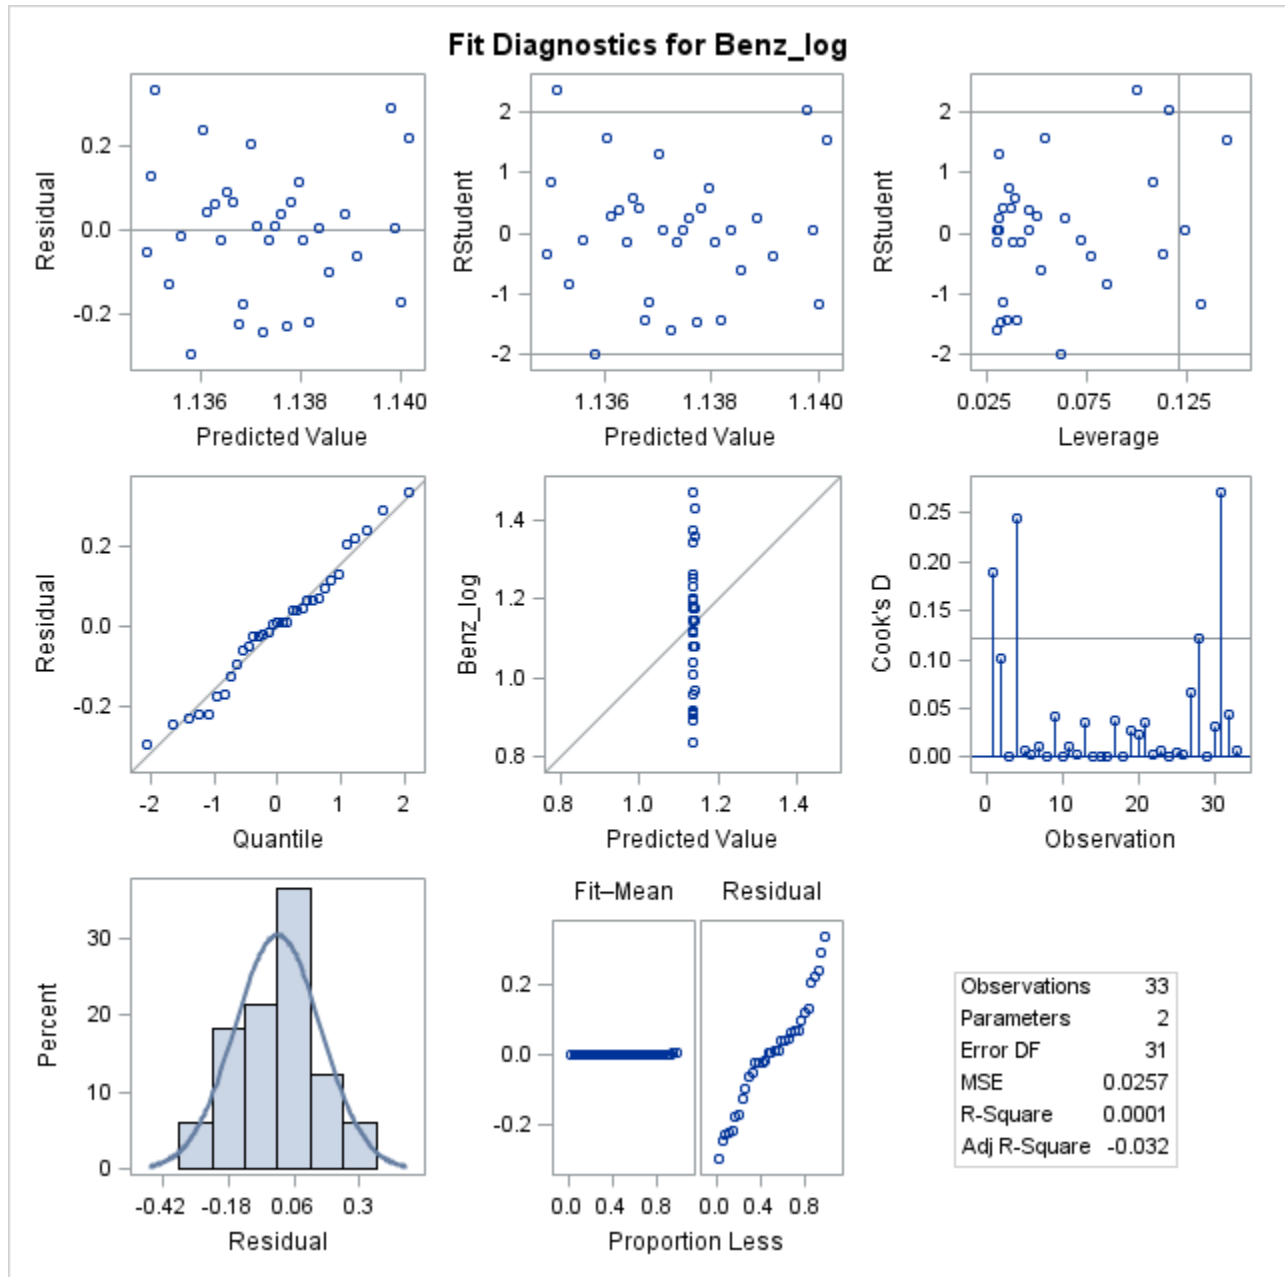 Fit Diagnostics for Benz_log
Residual
0.2
0.0
-0.2
1.136 1.138 1.140
Predicted Value
RStudent
2
1
0
-1
-2
1.136 1.138 1.140
Predicted Value
RStudent
2
1
0
-1
-2
0.025 0.075 0.125
Leverage
Residual
0.2
0.0
-0.2
-2 -1 0 1 2
Quantile
Benz_log
1.4
1.2
1.0
0.8
0.8 1.0 1.2 1.4
Predicted Value
Cook's D
0.25
0.20
0.15
0.10
0.05
0.00
0 10 20 30
Observation
Percent
30
20
10
0
-0.42 -0.18 0.06 0.3
Residual
Fit–Mean Residual
0.2
0.0
-0.2
0.0 0.4 0.8 0.0 0.4 0.8
Proportion Less
Observations 33
Parameters 2
Error DF 31
MSE 0.0257
R-Square 0.0001
Adj R-Square -0.032